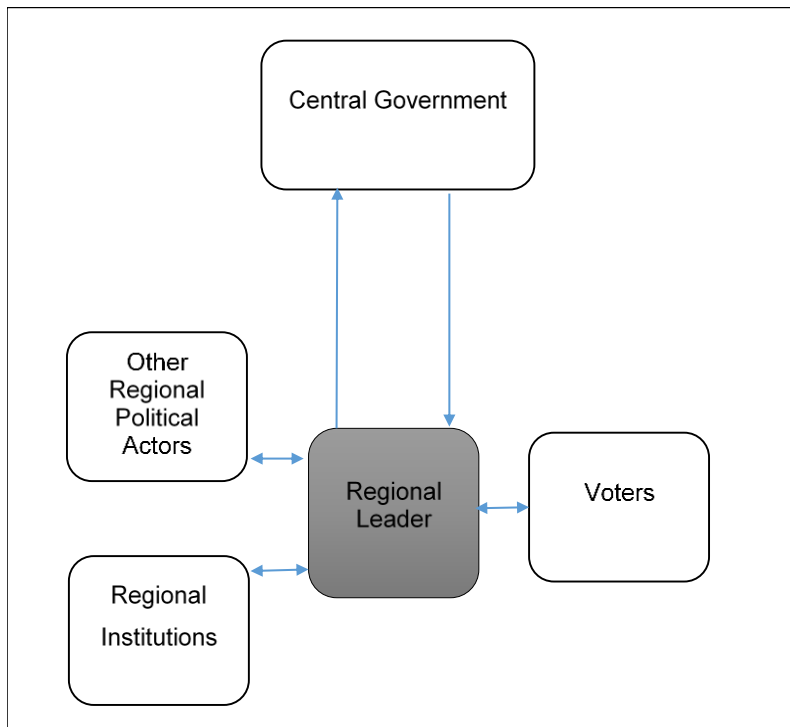 Central Government
Other
Regional
Political
Actors
Regional
Leader
Voters
Regional
Institutions